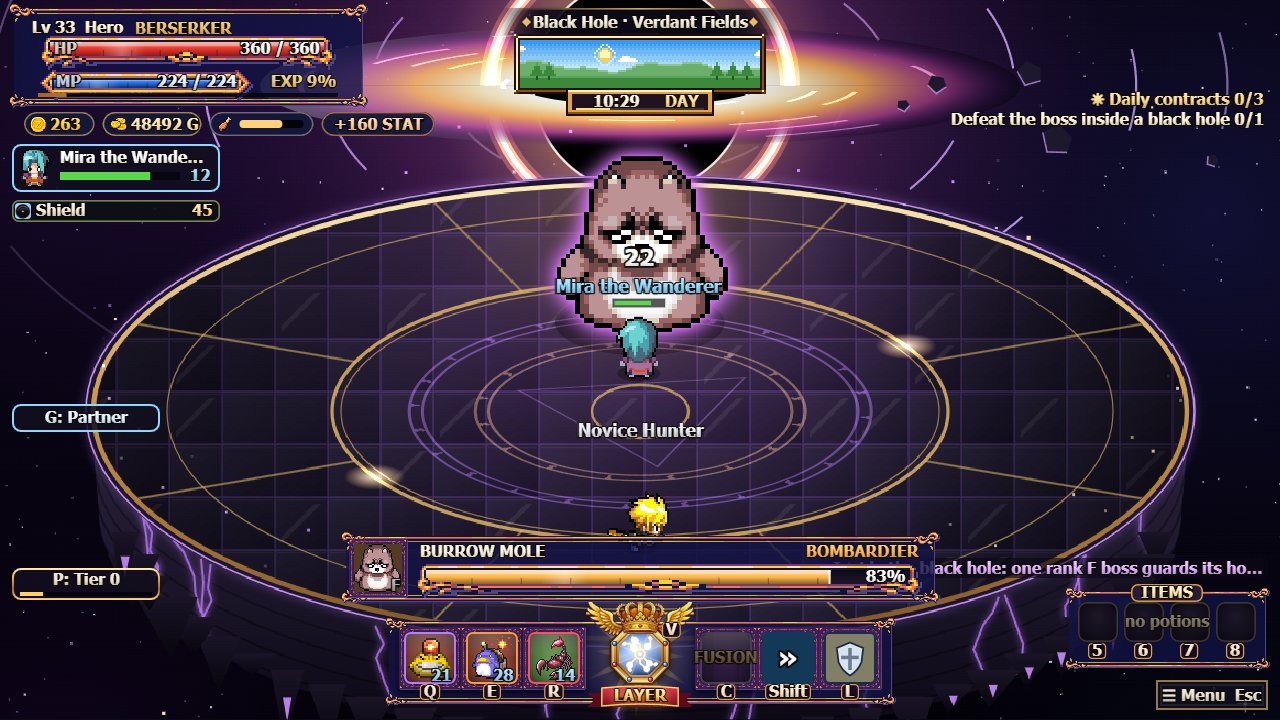 Lv 33 Hero BERSERKER
HP 360 / 360
MP 224 / 224 EXP 9%
263 48492 G +160 STAT
Mira the Wande...
12
Shield 45
Black Hole · Verdant Fields
10:29 DAY
Daily contracts 0/3
Defeat the boss inside a black hole 0/1
22
Mira the Wanderer
G: Partner
Novice Hunter
BURROW MOLE BOMBARDIER
F 83%
black hole: one rank F boss guards its ho...
P: Tier 0
ITEMS
no potions
5 6 7 8
V
21 28 14 FUSION
Q E R LAYER C Shift L
Menu Esc